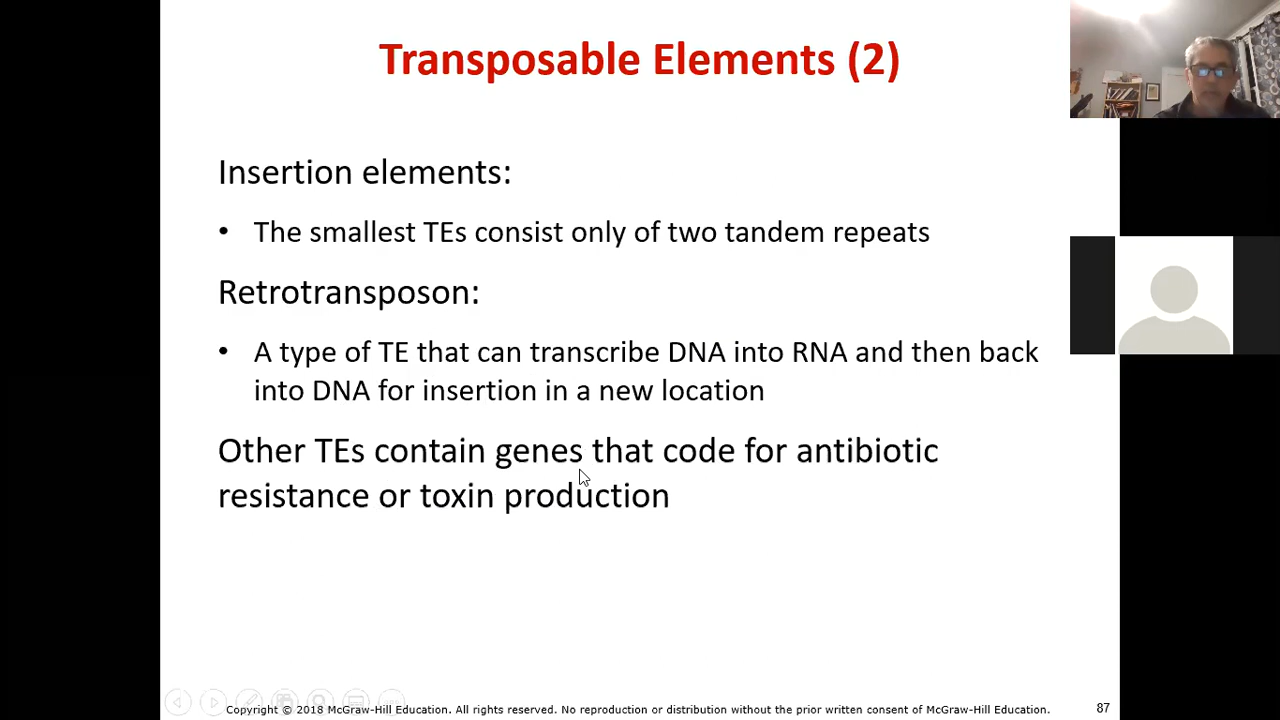 Transposable Elements (2)
Insertion elements:
• The smallest TEs consist only of two tandem repeats
Retrotransposon:
• A type of TE that can transcribe DNA into RNA and then back
into DNA for insertion in a new location
Other TEs contain genes that code for antibiotic
resistance or toxin production
Copyright © 2018 McGraw-Hill Education. All rights reserved. No reproduction or distribution without the prior written consent of McGraw-Hill Education.
87